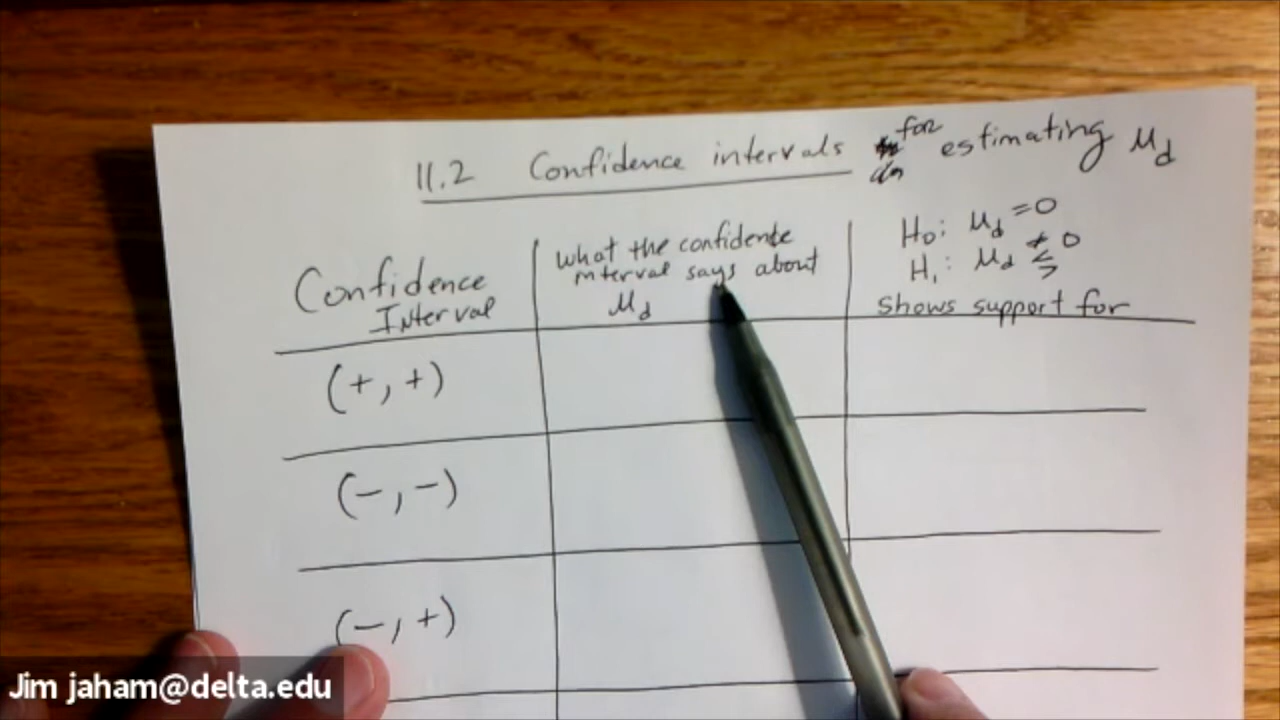 11.2 Confidence intervals for estimating μd
Confidence
Interval
What the confidence
interval says about
μd
H0: μd = 0
H1: μd ≠ 0
<
>
shows support for
(+, +)
(-, -)
(-, +)
Jim jaham@delta.edu